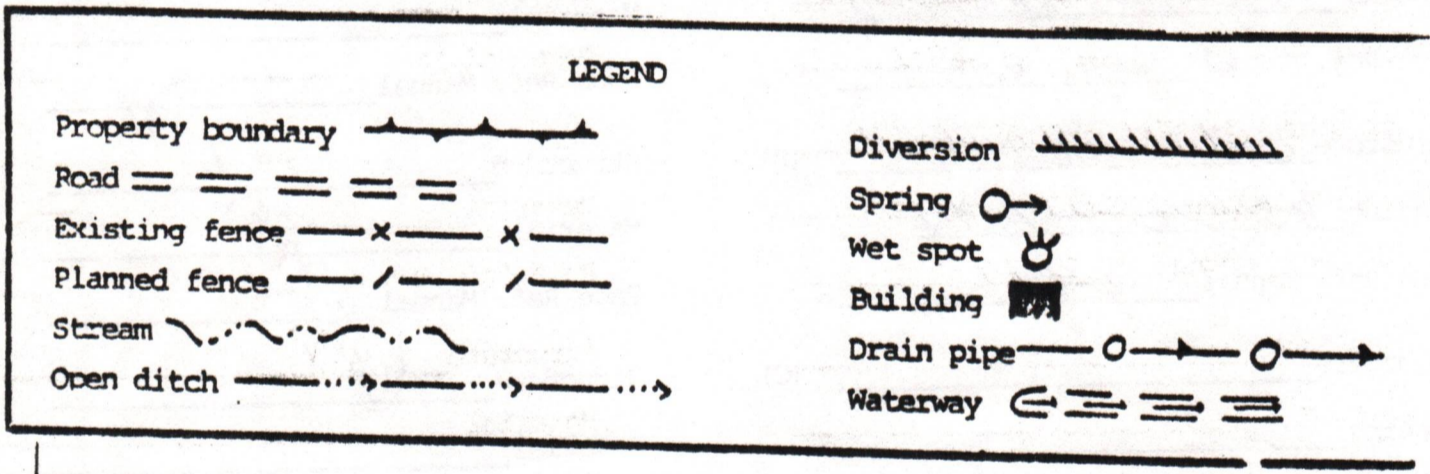 LEGEND
Property boundary
Road
Existing fence
Planned fence
Stream
Open ditch
Diversion
Spring
Wet spot
Building
Drain pipe
Waterway